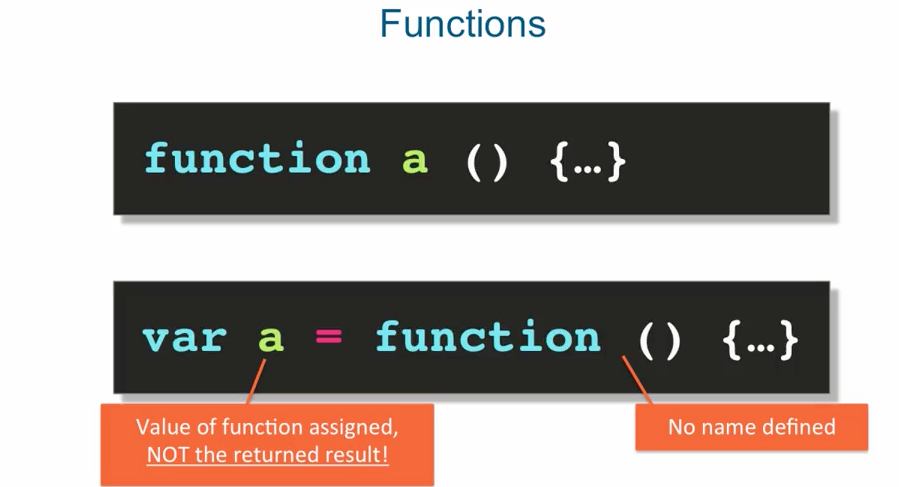 Functions
function a () {…}
var a = function () {…}
Value of function assigned,
NOT the returned result!
No name defined